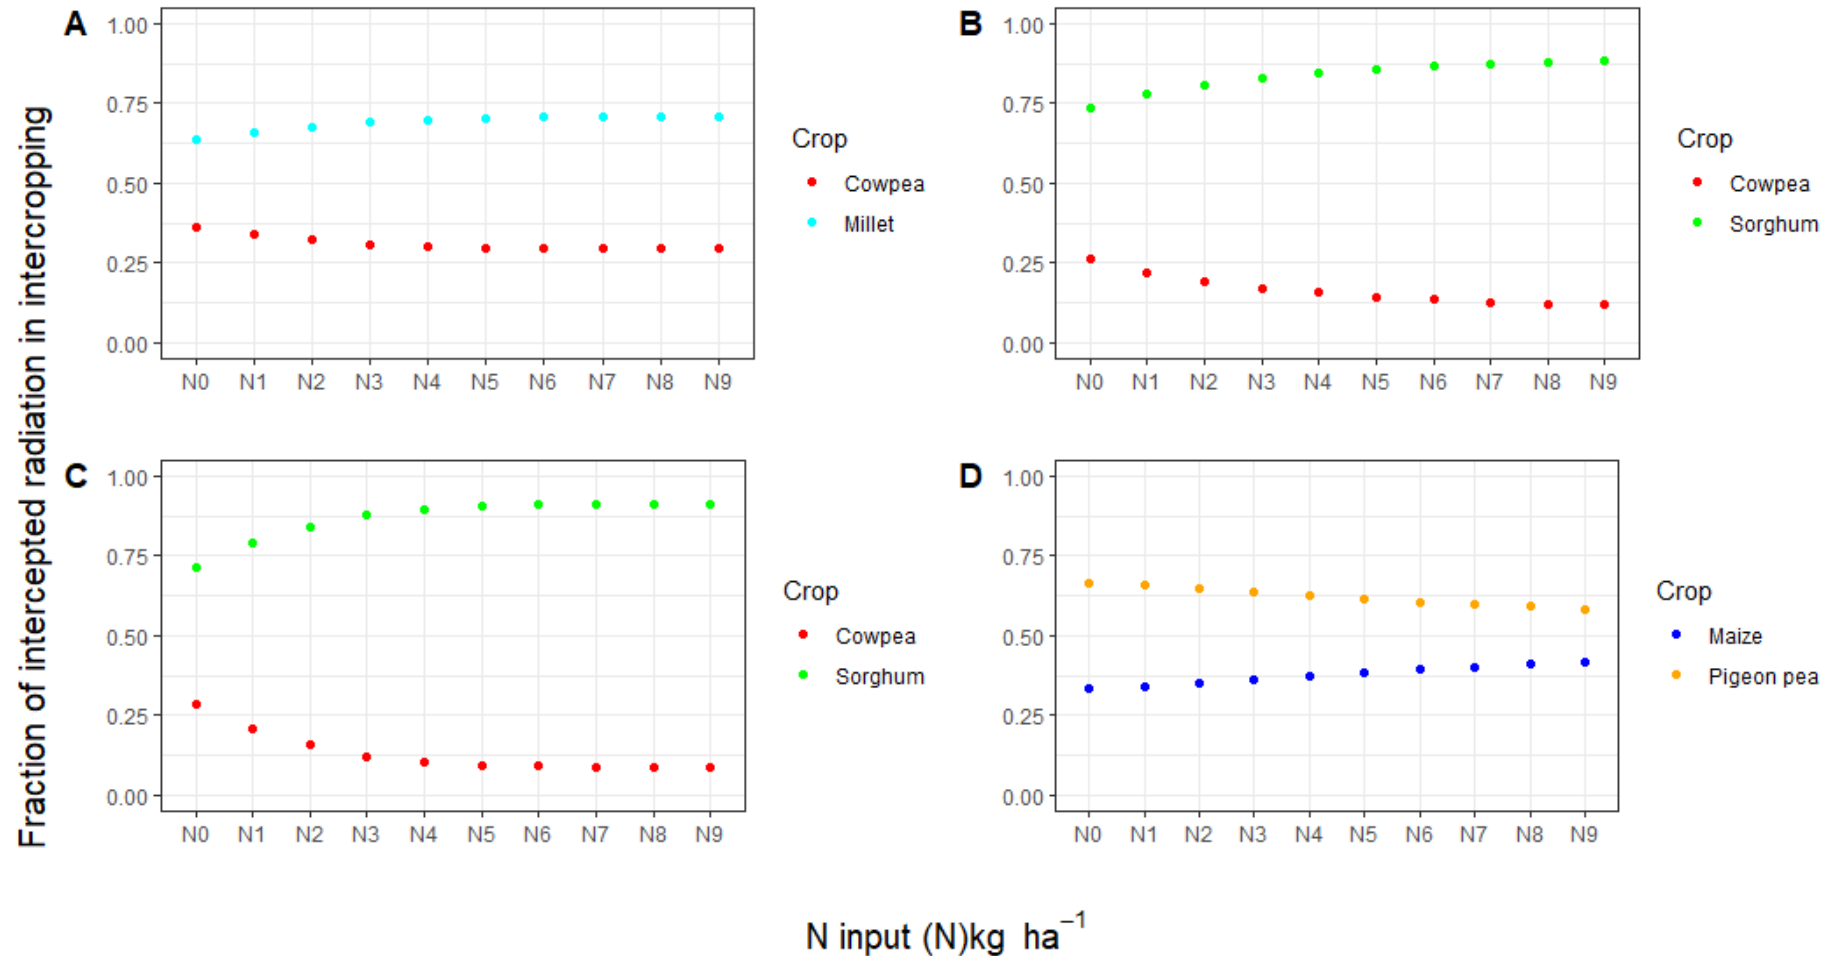 Fraction of intercepted radiation in intercropping
A
1.00
0.75
0.50
0.25
0.00
N0 N1 N2 N3 N4 N5 N6 N7 N8 N9
Crop
Cowpea
Millet
B
1.00
0.75
0.50
0.25
0.00
N0 N1 N2 N3 N4 N5 N6 N7 N8 N9
Crop
Cowpea
Sorghum
C
1.00
0.75
0.50
0.25
0.00
N0 N1 N2 N3 N4 N5 N6 N7 N8 N9
Crop
Cowpea
Sorghum
D
1.00
0.75
0.50
0.25
0.00
N0 N1 N2 N3 N4 N5 N6 N7 N8 N9
Crop
Maize
Pigeon pea
N input (N)kg ha⁻¹